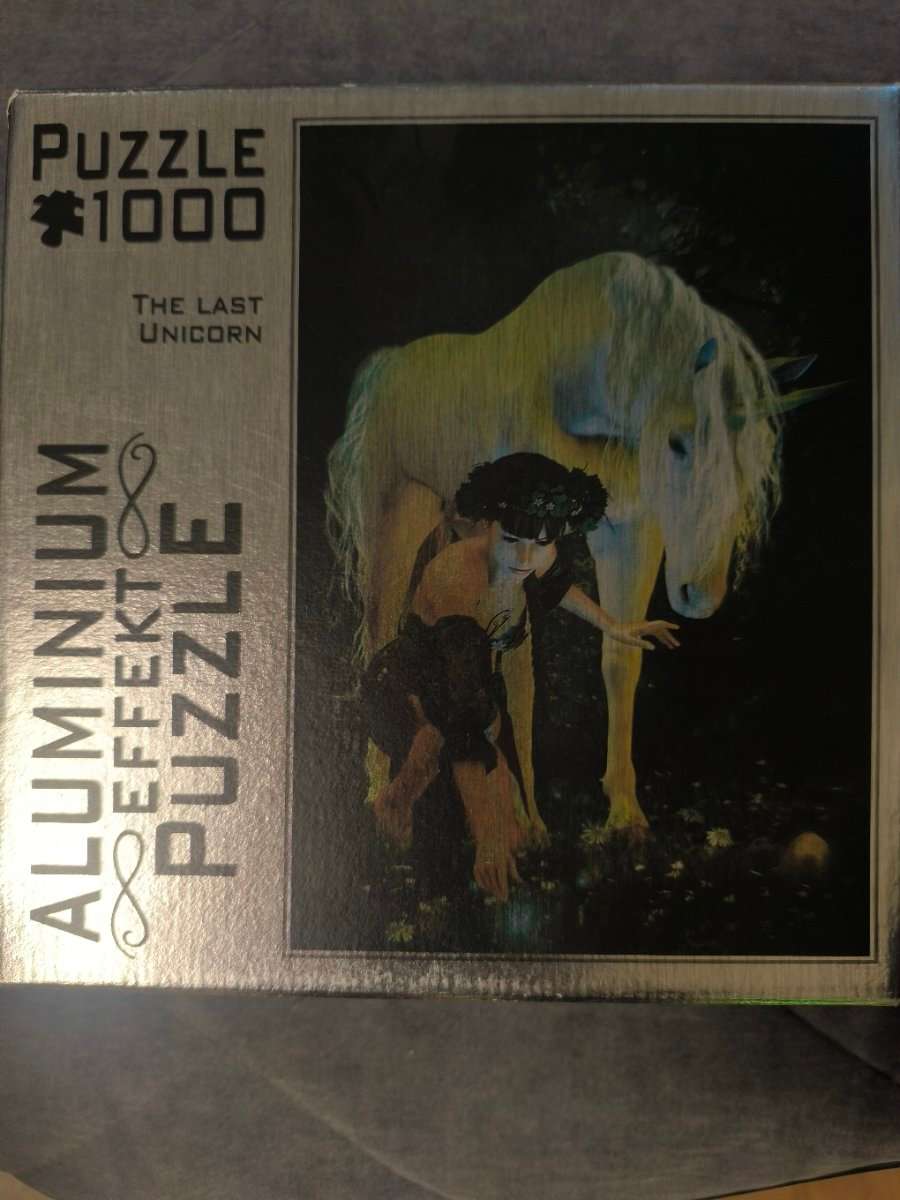 PUZZLE
1000
THE LAST
UNICORN
ALUMINIUM
EFFEKT
PUZZLE